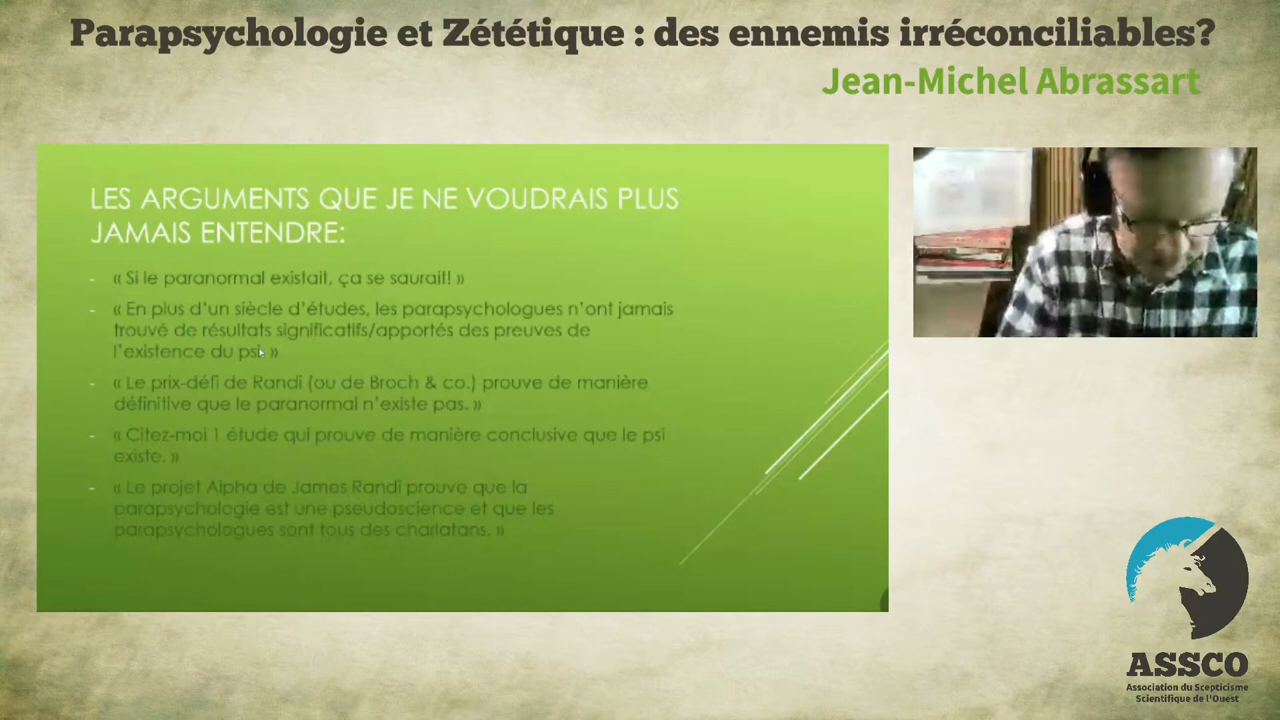 Parapsychologie et Zététique : des ennemis irréconciliables?
Jean-Michel Abrassart
LES ARGUMENTS QUE JE NE VOUDRAIS PLUS
JAMAIS ENTENDRE:
- « Si le paranormal existait, ça se saurait! »
- « En plus d'un siècle d'études, les parapsychologues n'ont jamais
trouvé de résultats significatifs/apportés des preuves de
l'existence du psi. »
- « Le prix-défi de Randi (ou de Broch & co.) prouve de manière
définitive que le paranormal n'existe pas. »
- « Citez-moi 1 étude qui prouve de manière conclusive que le psi
existe. »
- « Le projet Alpha de James Randi prouve que la
parapsychologie est une pseudoscience et que les
parapsychologues sont tous des charlatans. »
ASSCO
Association du Scepticisme
Scientifique de l'Ouest